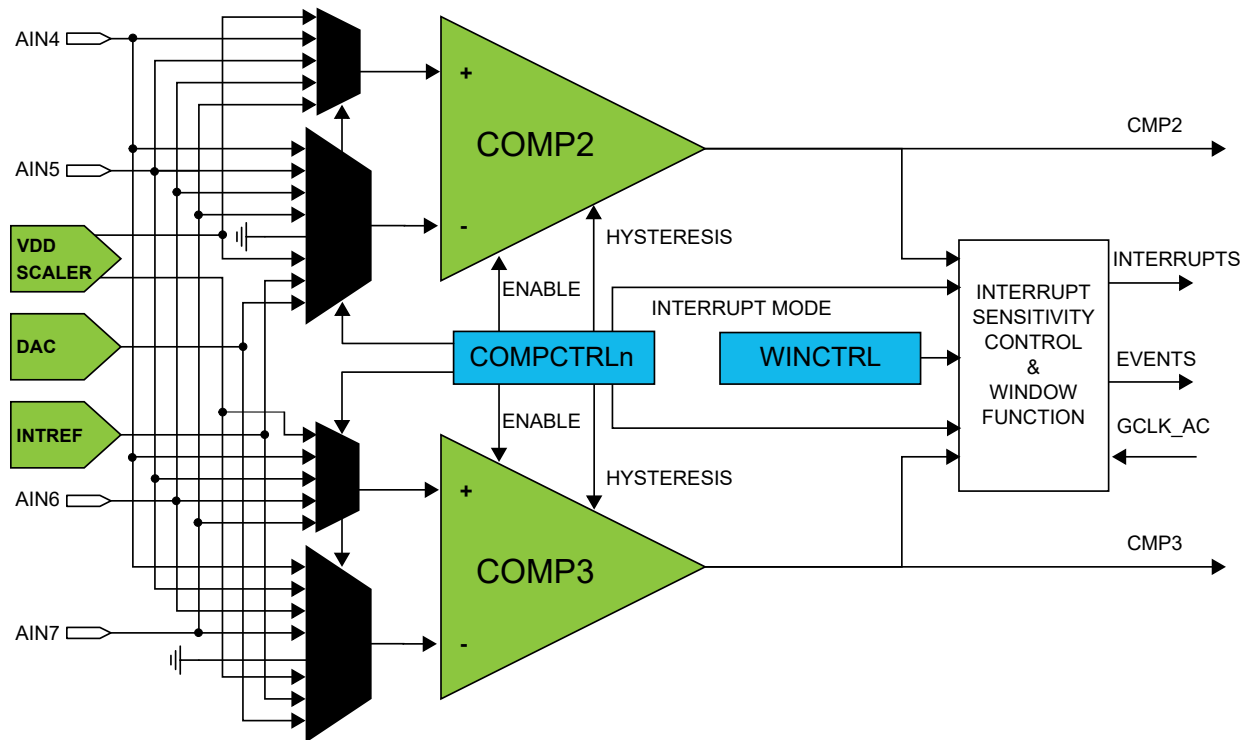 AIN4
+
COMP2
-
CMP2
AIN5
HYSTERESIS
VDD
SCALER
ENABLE
INTERRUPTS
INTERRUPT MODE
INTERRUPT
SENSITIVITY
CONTROL
&
WINDOW
FUNCTION
DAC
COMPCTRLn
WINCTRL
EVENTS
INTREF
ENABLE
GCLK_AC
HYSTERESIS
AIN6
+
COMP3
-
CMP3
AIN7